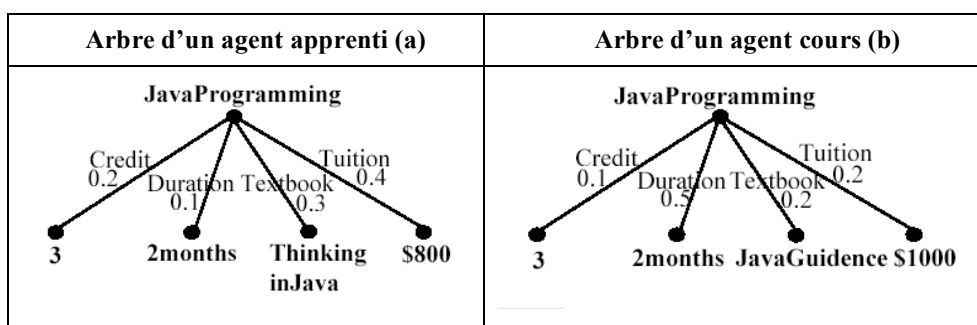 Arbre d'un agent apprenti (a)
Arbre d'un agent cours (b)
JavaProgramming
Credit
0.2
Duration
0.1
Textbook
0.3
Tuition
0.4
3
2months
Thinking
inJava
$800
JavaProgramming
Credit
0.1
Duration
0.5
Textbook
0.2
Tuition
0.2
3
2months
JavaGuidence
$1000